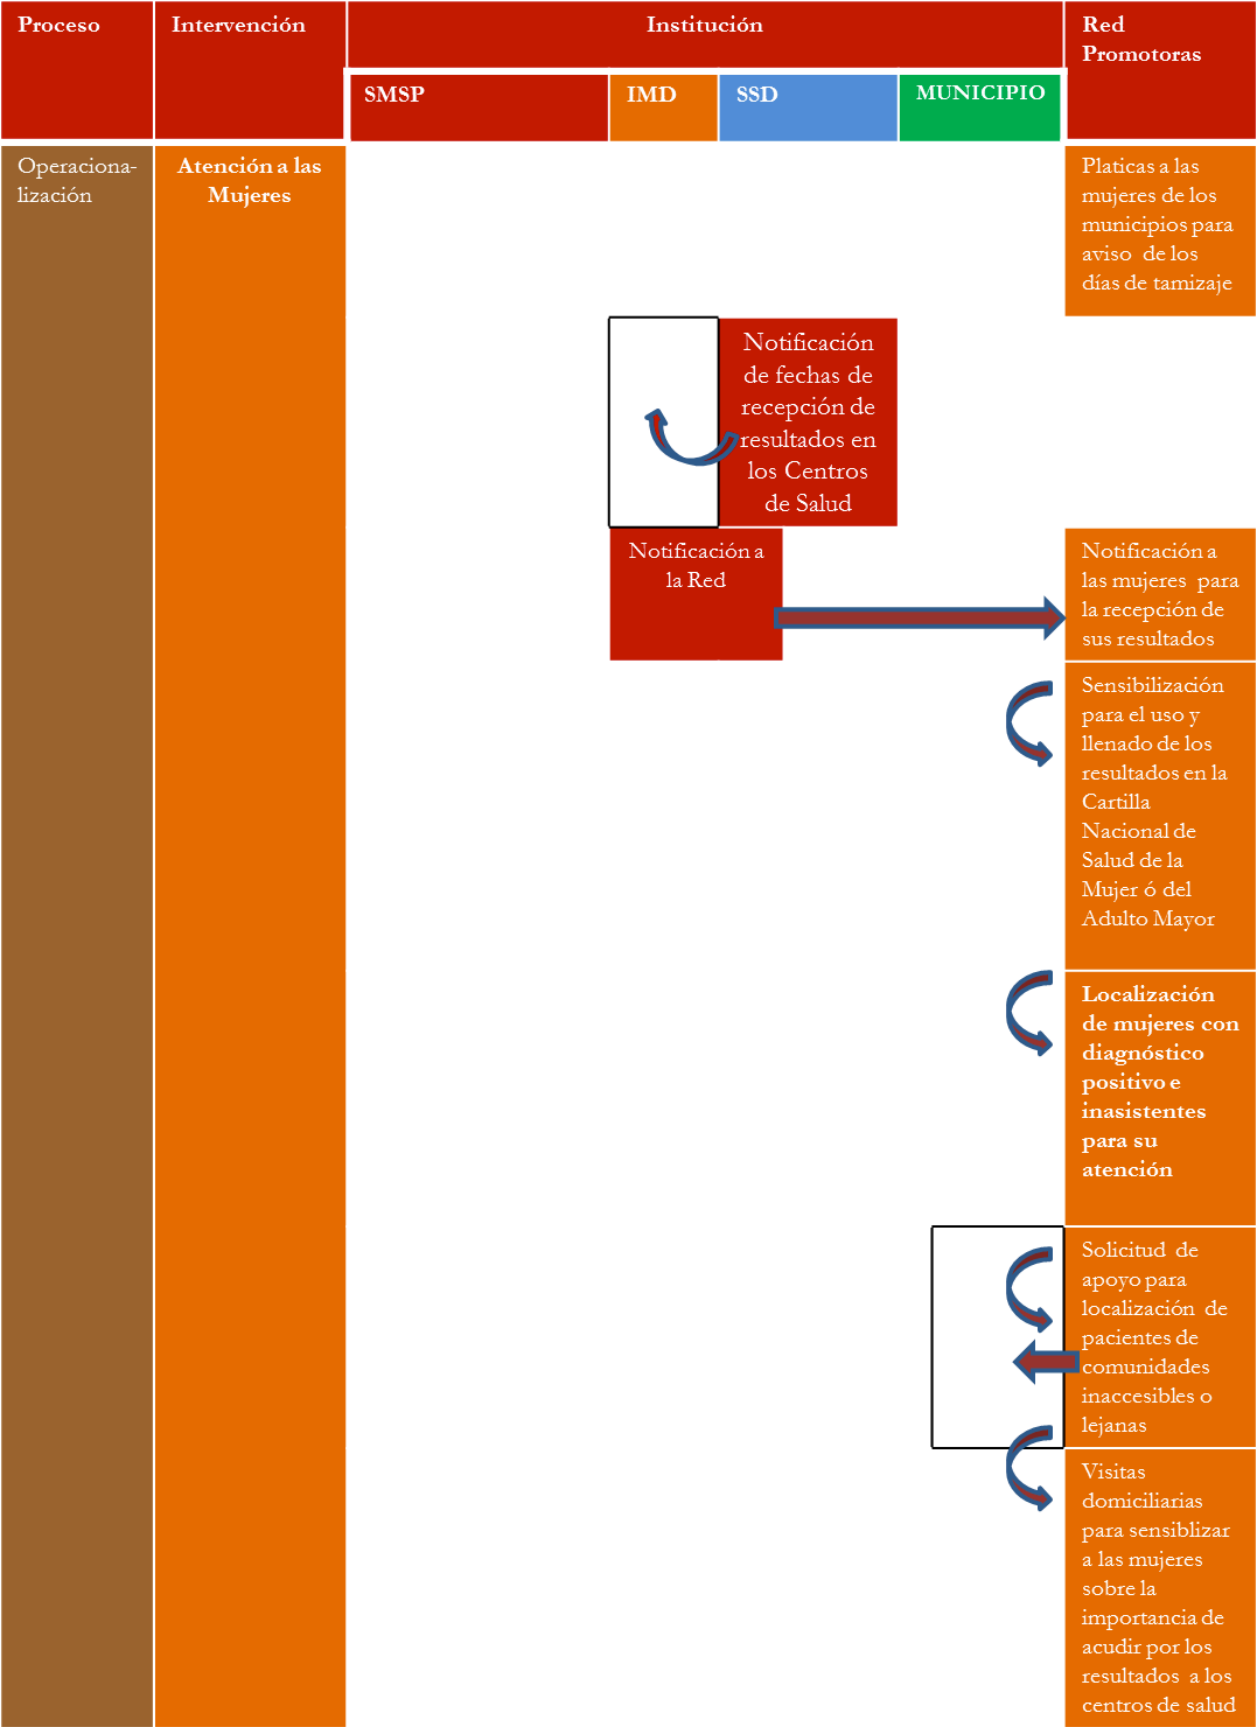 Proceso
Intervención
Institución
Red
Promotoras
SMSP
IMD
SSD
MUNICIPIO
Operaciona-
lización
Atención a las
Mujeres
Platicas a las
mujeres de los
municipios para
aviso de los
días de tamizaje
Notificación
de fechas de
recepción de
resultados en
los Centros
de Salud
Notificación a
la Red
Notificación a
las mujeres para
la recepción de
sus resultados
Sensibilización
para el uso y
llenado de los
resultados en la
Cartilla
Nacional de
Salud de la
Mujer ó del
Adulto Mayor
Localización
de mujeres con
diagnóstico
positivo e
inasistentes
para su
atención
Solicitud de
apoyo para
localización de
pacientes de
comunidades
inaccesibles o
lejanas
Visitas
domiciliarias
para sensiblizar
a las mujeres
sobre la
importancia de
acudir por los
resultados a los
centros de salud